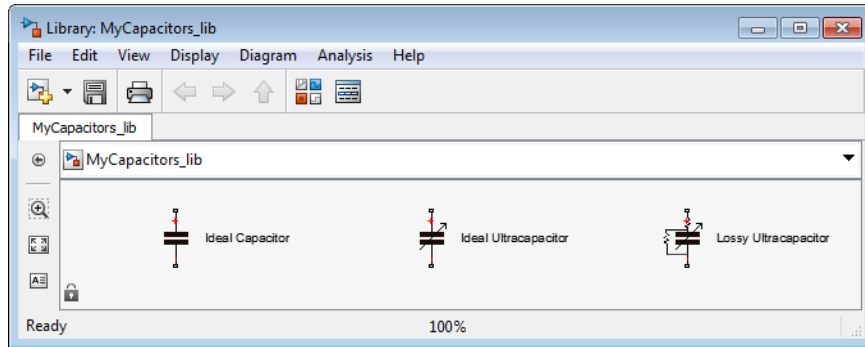 Library: MyCapacitors_lib
File Edit View Display Diagram Analysis Help
MyCapacitors_lib
MyCapacitors_lib
Ideal Capacitor Ideal Ultracapacitor Lossy Ultracapacitor
Ready 100%